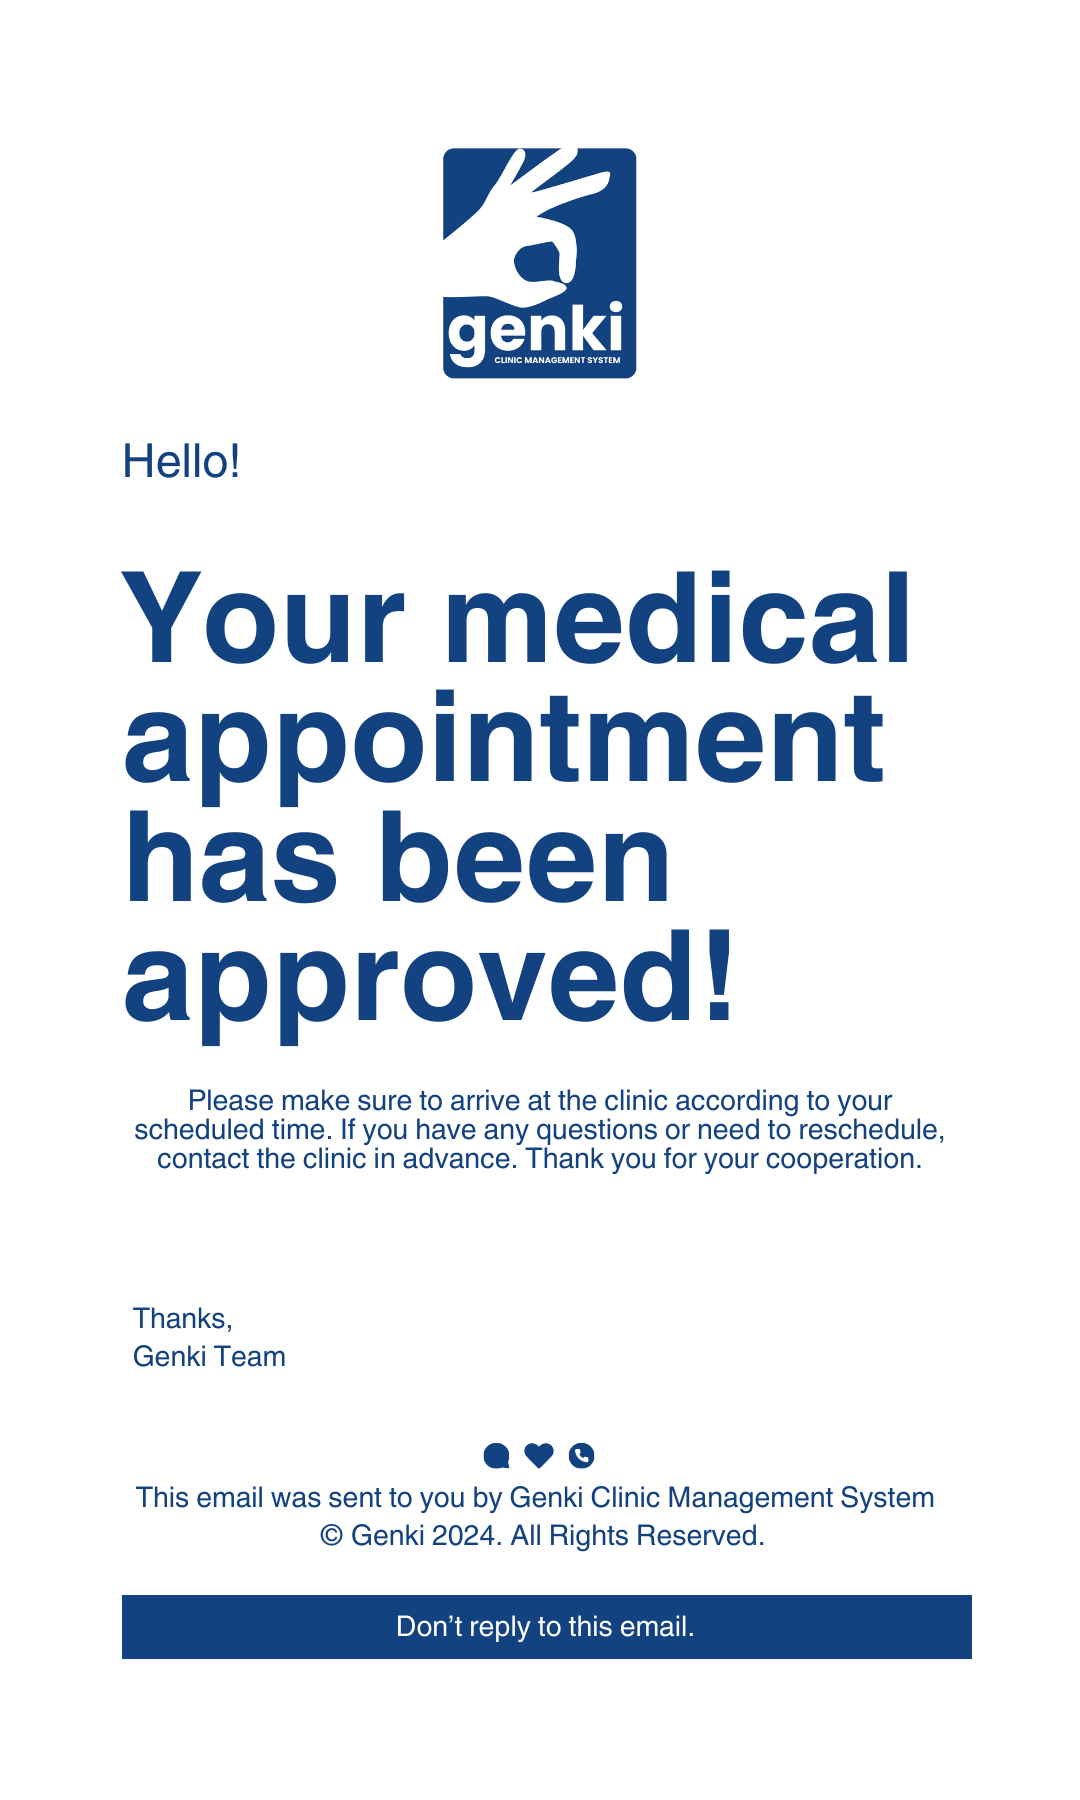 genki
CLINIC MANAGEMENT SYSTEM
Hello!
Your medical
appointment
has been
approved!
Please make sure to arrive at the clinic according to your
scheduled time. If you have any questions or need to reschedule,
contact the clinic in advance. Thank you for your cooperation.
Thanks,
Genki Team
This email was sent to you by Genki Clinic Management System
© Genki 2024. All Rights Reserved.
Don’t reply to this email.